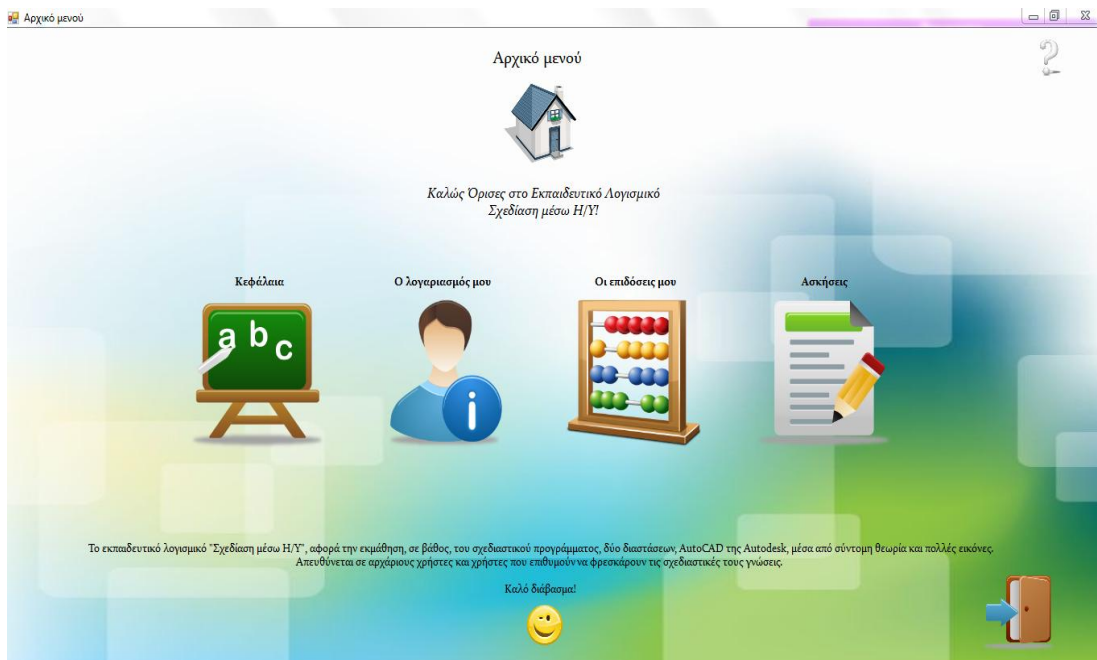 Αρχικό μενού
Αρχικό μενού
Καλώς Όρισες στο Εκπαιδευτικό Λογισμικό
Σχεδίαση μέσω Η/Υ!
Κεφάλαια
Ο λογαριασμός μου
Οι επιδόσεις μου
Ασκήσεις
a b c
i
Το εκπαιδευτικό λογισμικό "Σχεδίαση μέσω Η/Υ", αφορά την εκμάθηση, σε βάθος, του σχεδιαστικού προγράμματος, δύο διαστάσεων, AutoCAD της Autodesk, μέσα από σύντομη θεωρία και πολλές εικόνες.
Απευθύνεται σε αρχάριους χρήστες και χρήστες που επιθυμούν να φρεσκάρουν τις σχεδιαστικές τους γνώσεις.
Καλό διάβασμα!